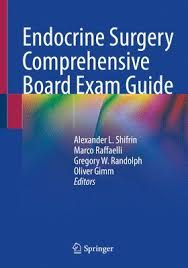 Endocrine Surgery
Comprehensive
Board Exam Guide
Alexander L. Shifrin
Marco Raffaelli
Gregory W. Randolph
Oliver Gimm
Editors
Springer